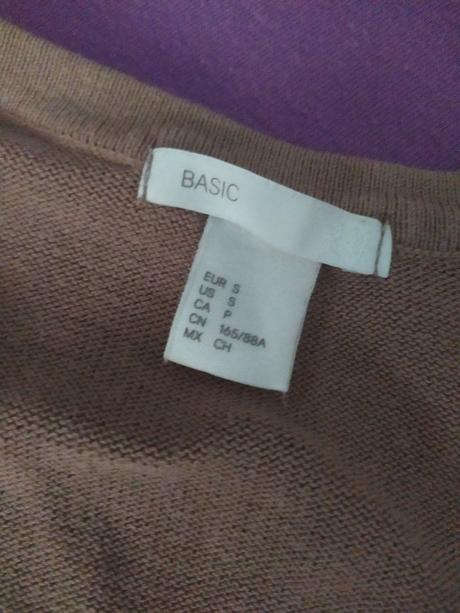 BASIC
EUR S
US S
CA P
CN 165/88A
MX CH